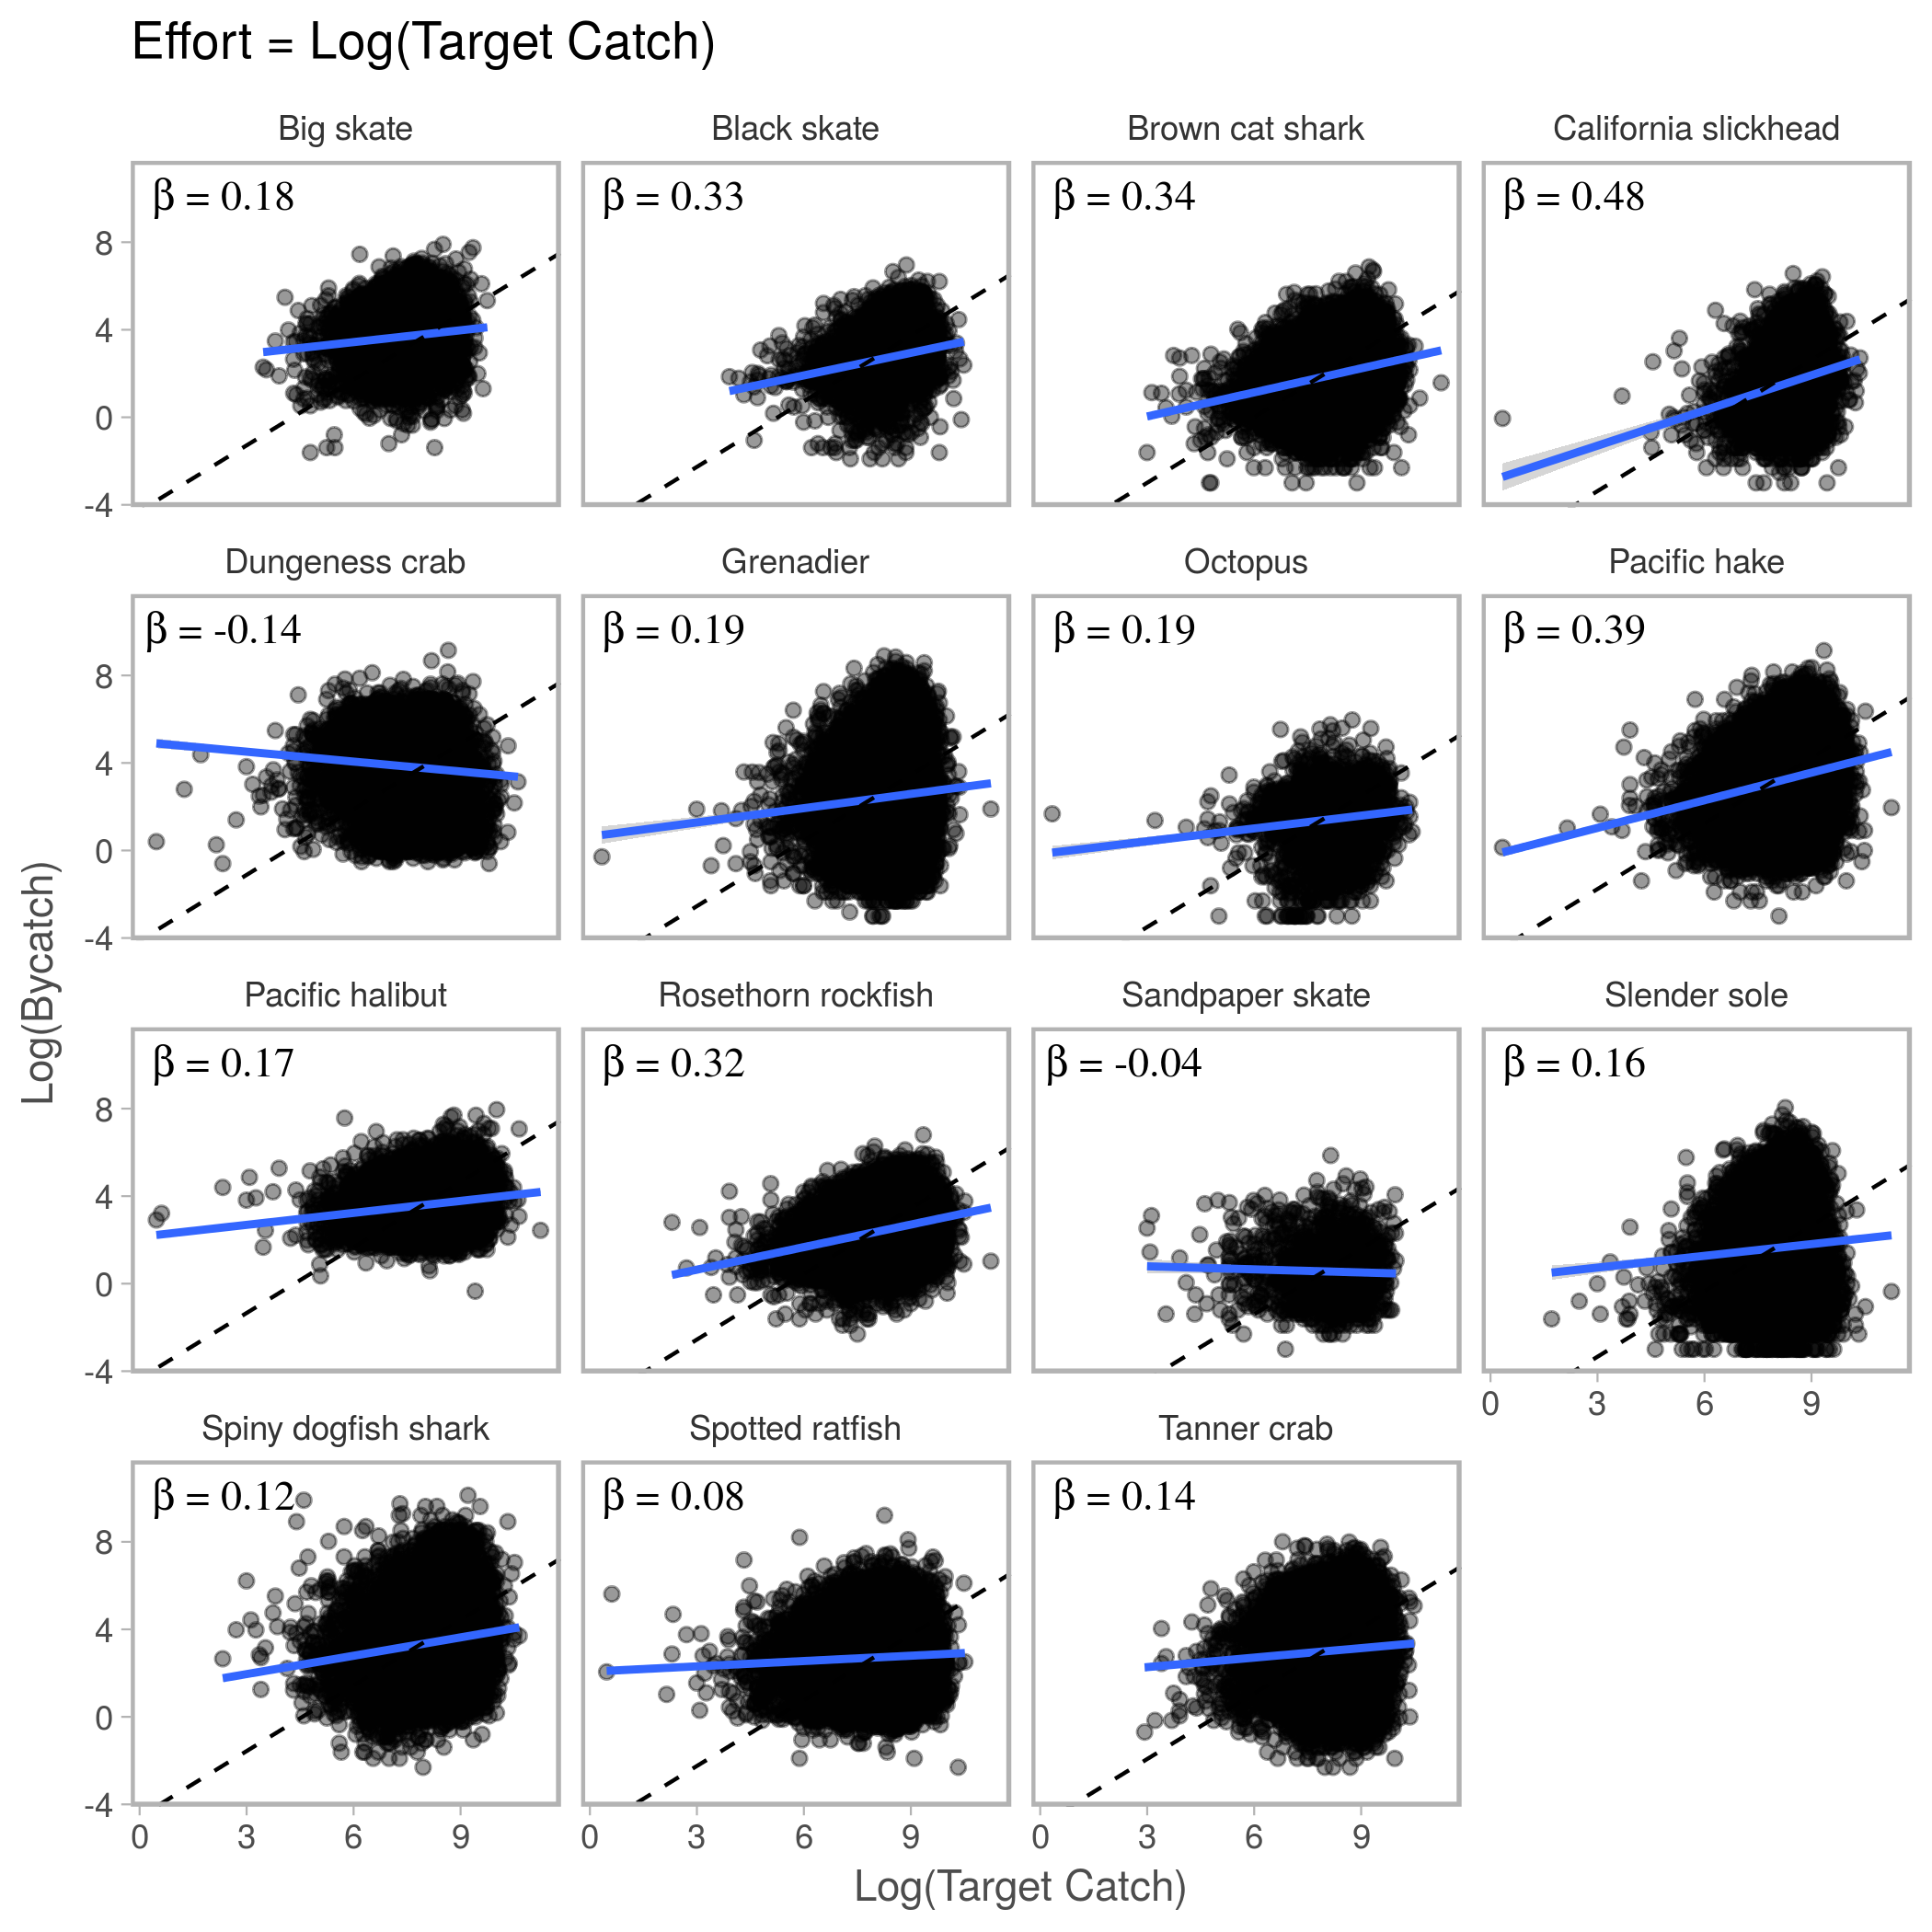 Effort = Log(Target Catch)
Big skate
Black skate
Brown cat shark
California slickhead
β = 0.18
β = 0.33
β = 0.34
β = 0.48
8
4
0
-4
Dungeness crab
Grenadier
Octopus
Pacific hake
β = -0.14
β = 0.19
β = 0.19
β = 0.39
8
4
0
-4
Log(Bycatch)
Pacific halibut
Rosethorn rockfish
Sandpaper skate
Slender sole
β = 0.17
β = 0.32
β = -0.04
β = 0.16
8
4
0
-4
0 3 6 9
Spiny dogfish shark
Spotted ratfish
Tanner crab
β = 0.12
β = 0.08
β = 0.14
8
4
0
-4
0 3 6 9
0 3 6 9
0 3 6 9
Log(Target Catch)